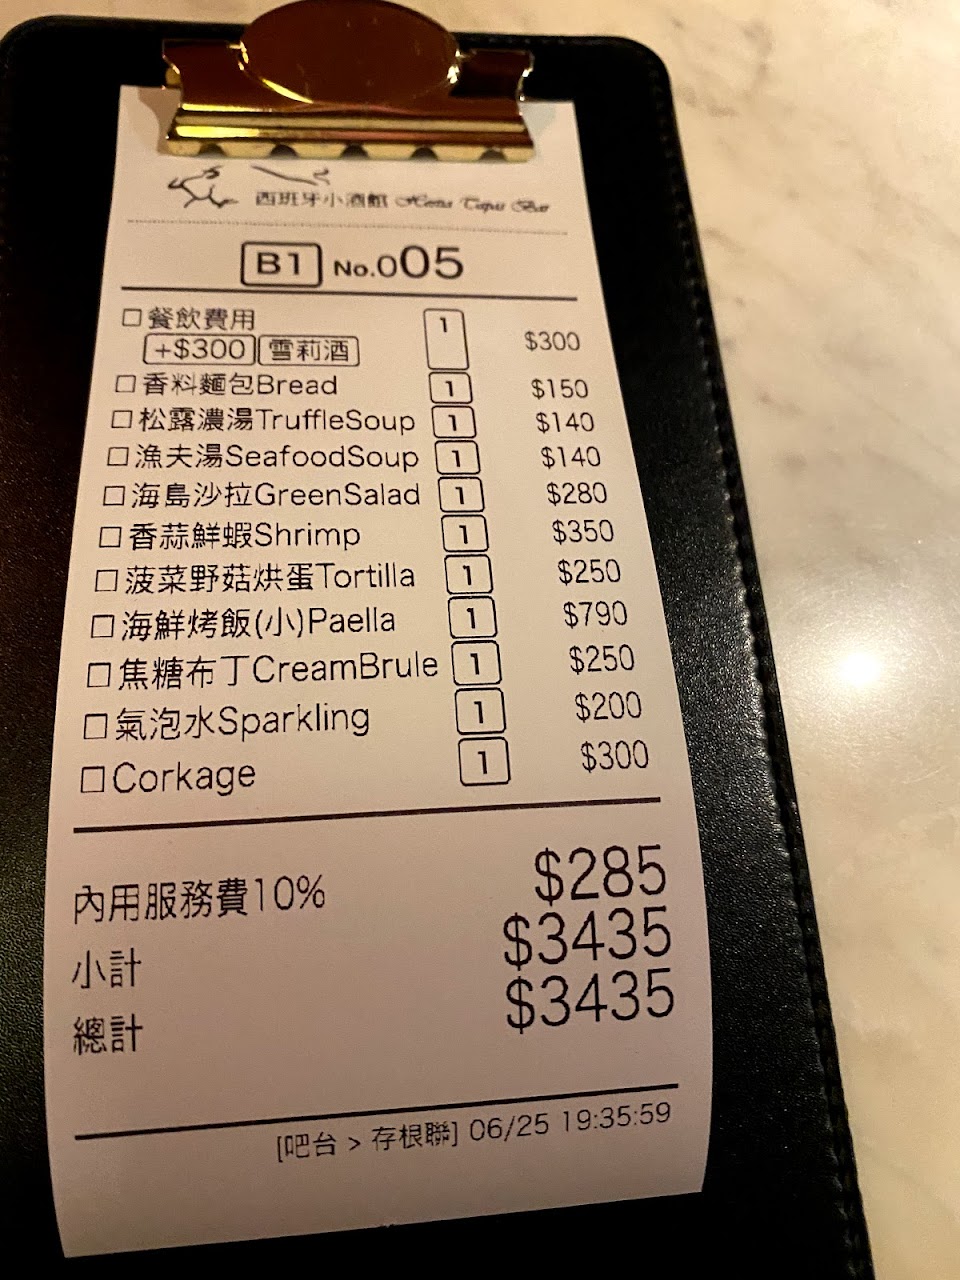 西班牙小酒館 Hoota Tapas Bar
B1 No.005
餐飲費用 1 $300
+$300 雪莉酒
香料麵包Bread 1 $150
松露濃湯TruffleSoup 1 $140
漁夫湯SeafoodSoup 1 $140
海島沙拉GreenSalad 1 $280
香蒜鮮蝦Shrimp 1 $350
菠菜野菇烘蛋Tortilla 1 $250
海鮮烤飯(小)Paella 1 $790
焦糖布丁CreamBrule 1 $250
氣泡水Sparkling 1 $200
Corkage 1 $300
內用服務費10% $285
小計 $3435
總計 $3435
[吧台 > 存根聯] 06/25 19:35:59